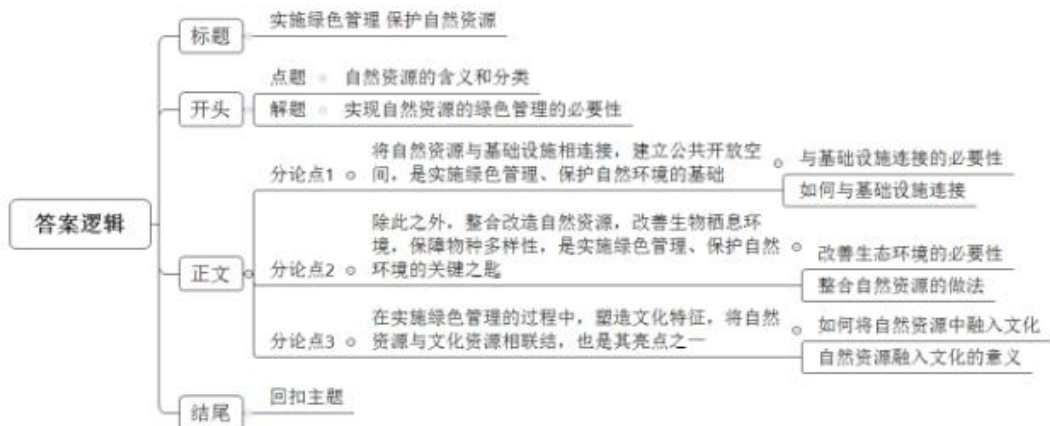 答案逻辑
标题
实施绿色管理 保护自然资源
开头
点题
自然资源的含义和分类
解题
实现自然资源的绿色管理的必要性
正文
分论点1
将自然资源与基础设施相连接，建立公共开放空
间，是实施绿色管理、保护自然环境的基础
与基础设施连接的必要性
如何与基础设施连接
分论点2
除此之外，整合改造自然资源，改善生物栖息环
境，保障物种多样性，是实施绿色管理、保护自然
环境的关键之匙
改善生态环境的必要性
整合自然资源的做法
分论点3
在实施绿色管理的过程中，塑造文化特征，将自然
资源与文化资源相联结，也是其亮点之一
如何将自然资源中融入文化
自然资源融入文化的意义
结尾
回扣主题